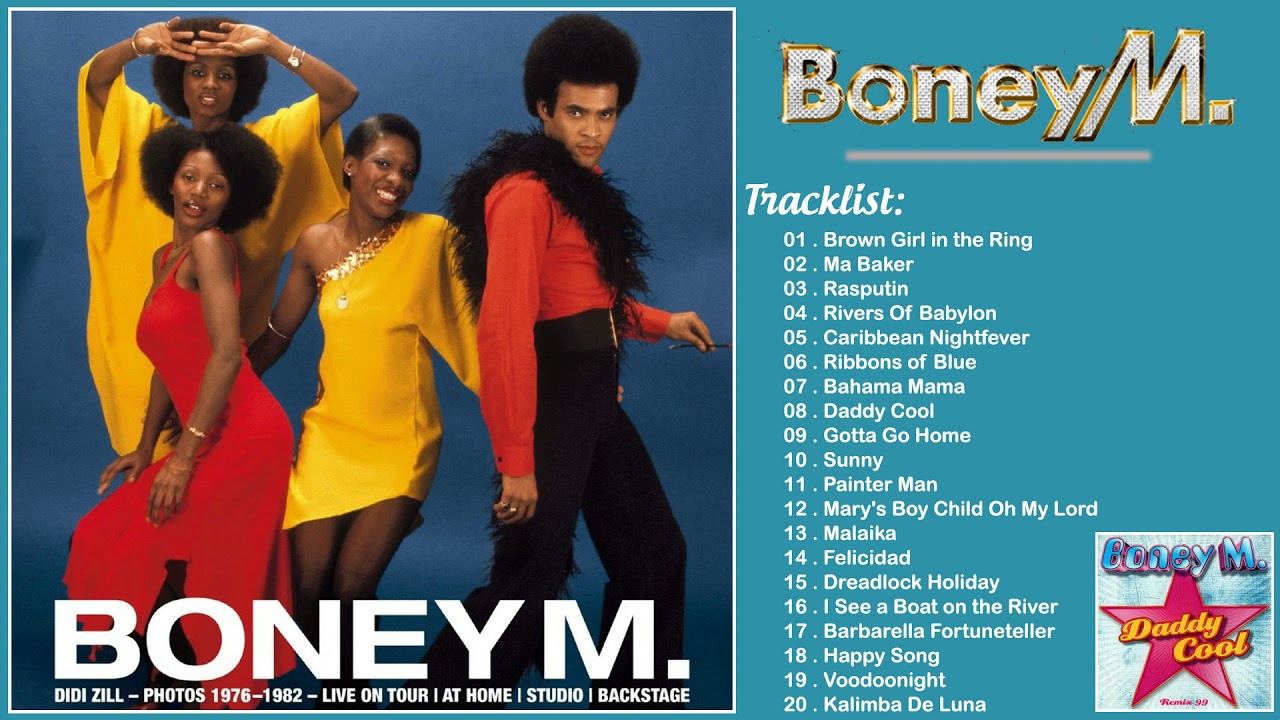 BONEY M.
DIDI ZILL – PHOTOS 1976–1982 – LIVE ON TOUR | AT HOME | STUDIO | BACKSTAGE
Boney M.
Tracklist:
01 . Brown Girl in the Ring
02 . Ma Baker
03 . Rasputin
04 . Rivers Of Babylon
05 . Caribbean Nightfever
06 . Ribbons of Blue
07 . Bahama Mama
08 . Daddy Cool
09 . Gotta Go Home
10 . Sunny
11 . Painter Man
12 . Mary's Boy Child Oh My Lord
13 . Malaika
14 . Felicidad
15 . Dreadlock Holiday
16 . I See a Boat on the River
17 . Barbarella Fortuneteller
18 . Happy Song
19 . Voodoonight
20 . Kalimba De Luna
Boney M.
Daddy
Cool
Remix 99